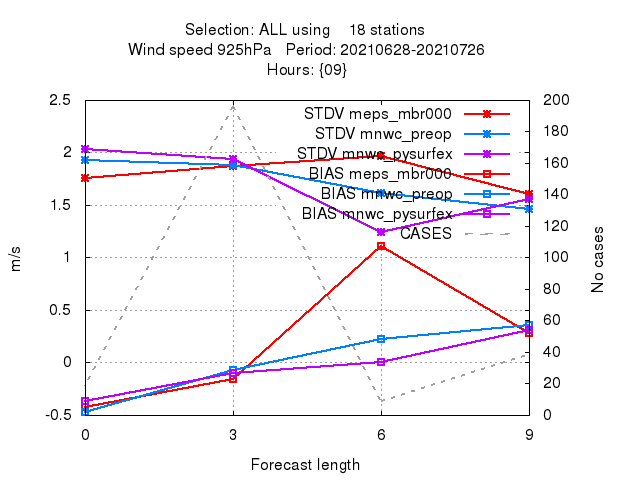 Selection: ALL using 18 stations
Wind speed 925hPa Period: 20210628-20210726
Hours: {09}
2.5
2
1.5
1
0.5
0
-0.5
m/s
200
180
160
140
120
100
80
60
40
20
0
No cases
STDV meps_mbr000
STDV mnwc_preop
STDV mnwc_pysurfex
BIAS meps_mbr000
BIAS mnwc_preop
BIAS mnwc_pysurfex
CASES
0 3 6 9
Forecast length